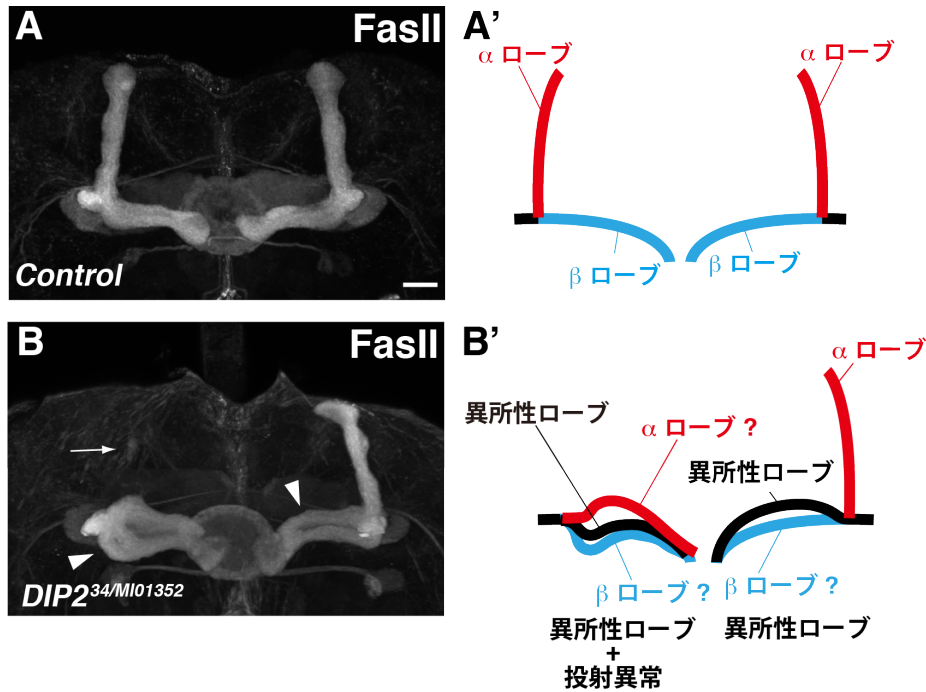 A
FasII
Control
A’
α ローブ
α ローブ
β ローブ
β ローブ
B
FasII
DIP234/MI01352
B’
α ローブ
異所性ローブ
α ローブ ?
異所性ローブ
β ローブ ?
β ローブ ?
異所性ローブ
+
投射異常
異所性ローブ